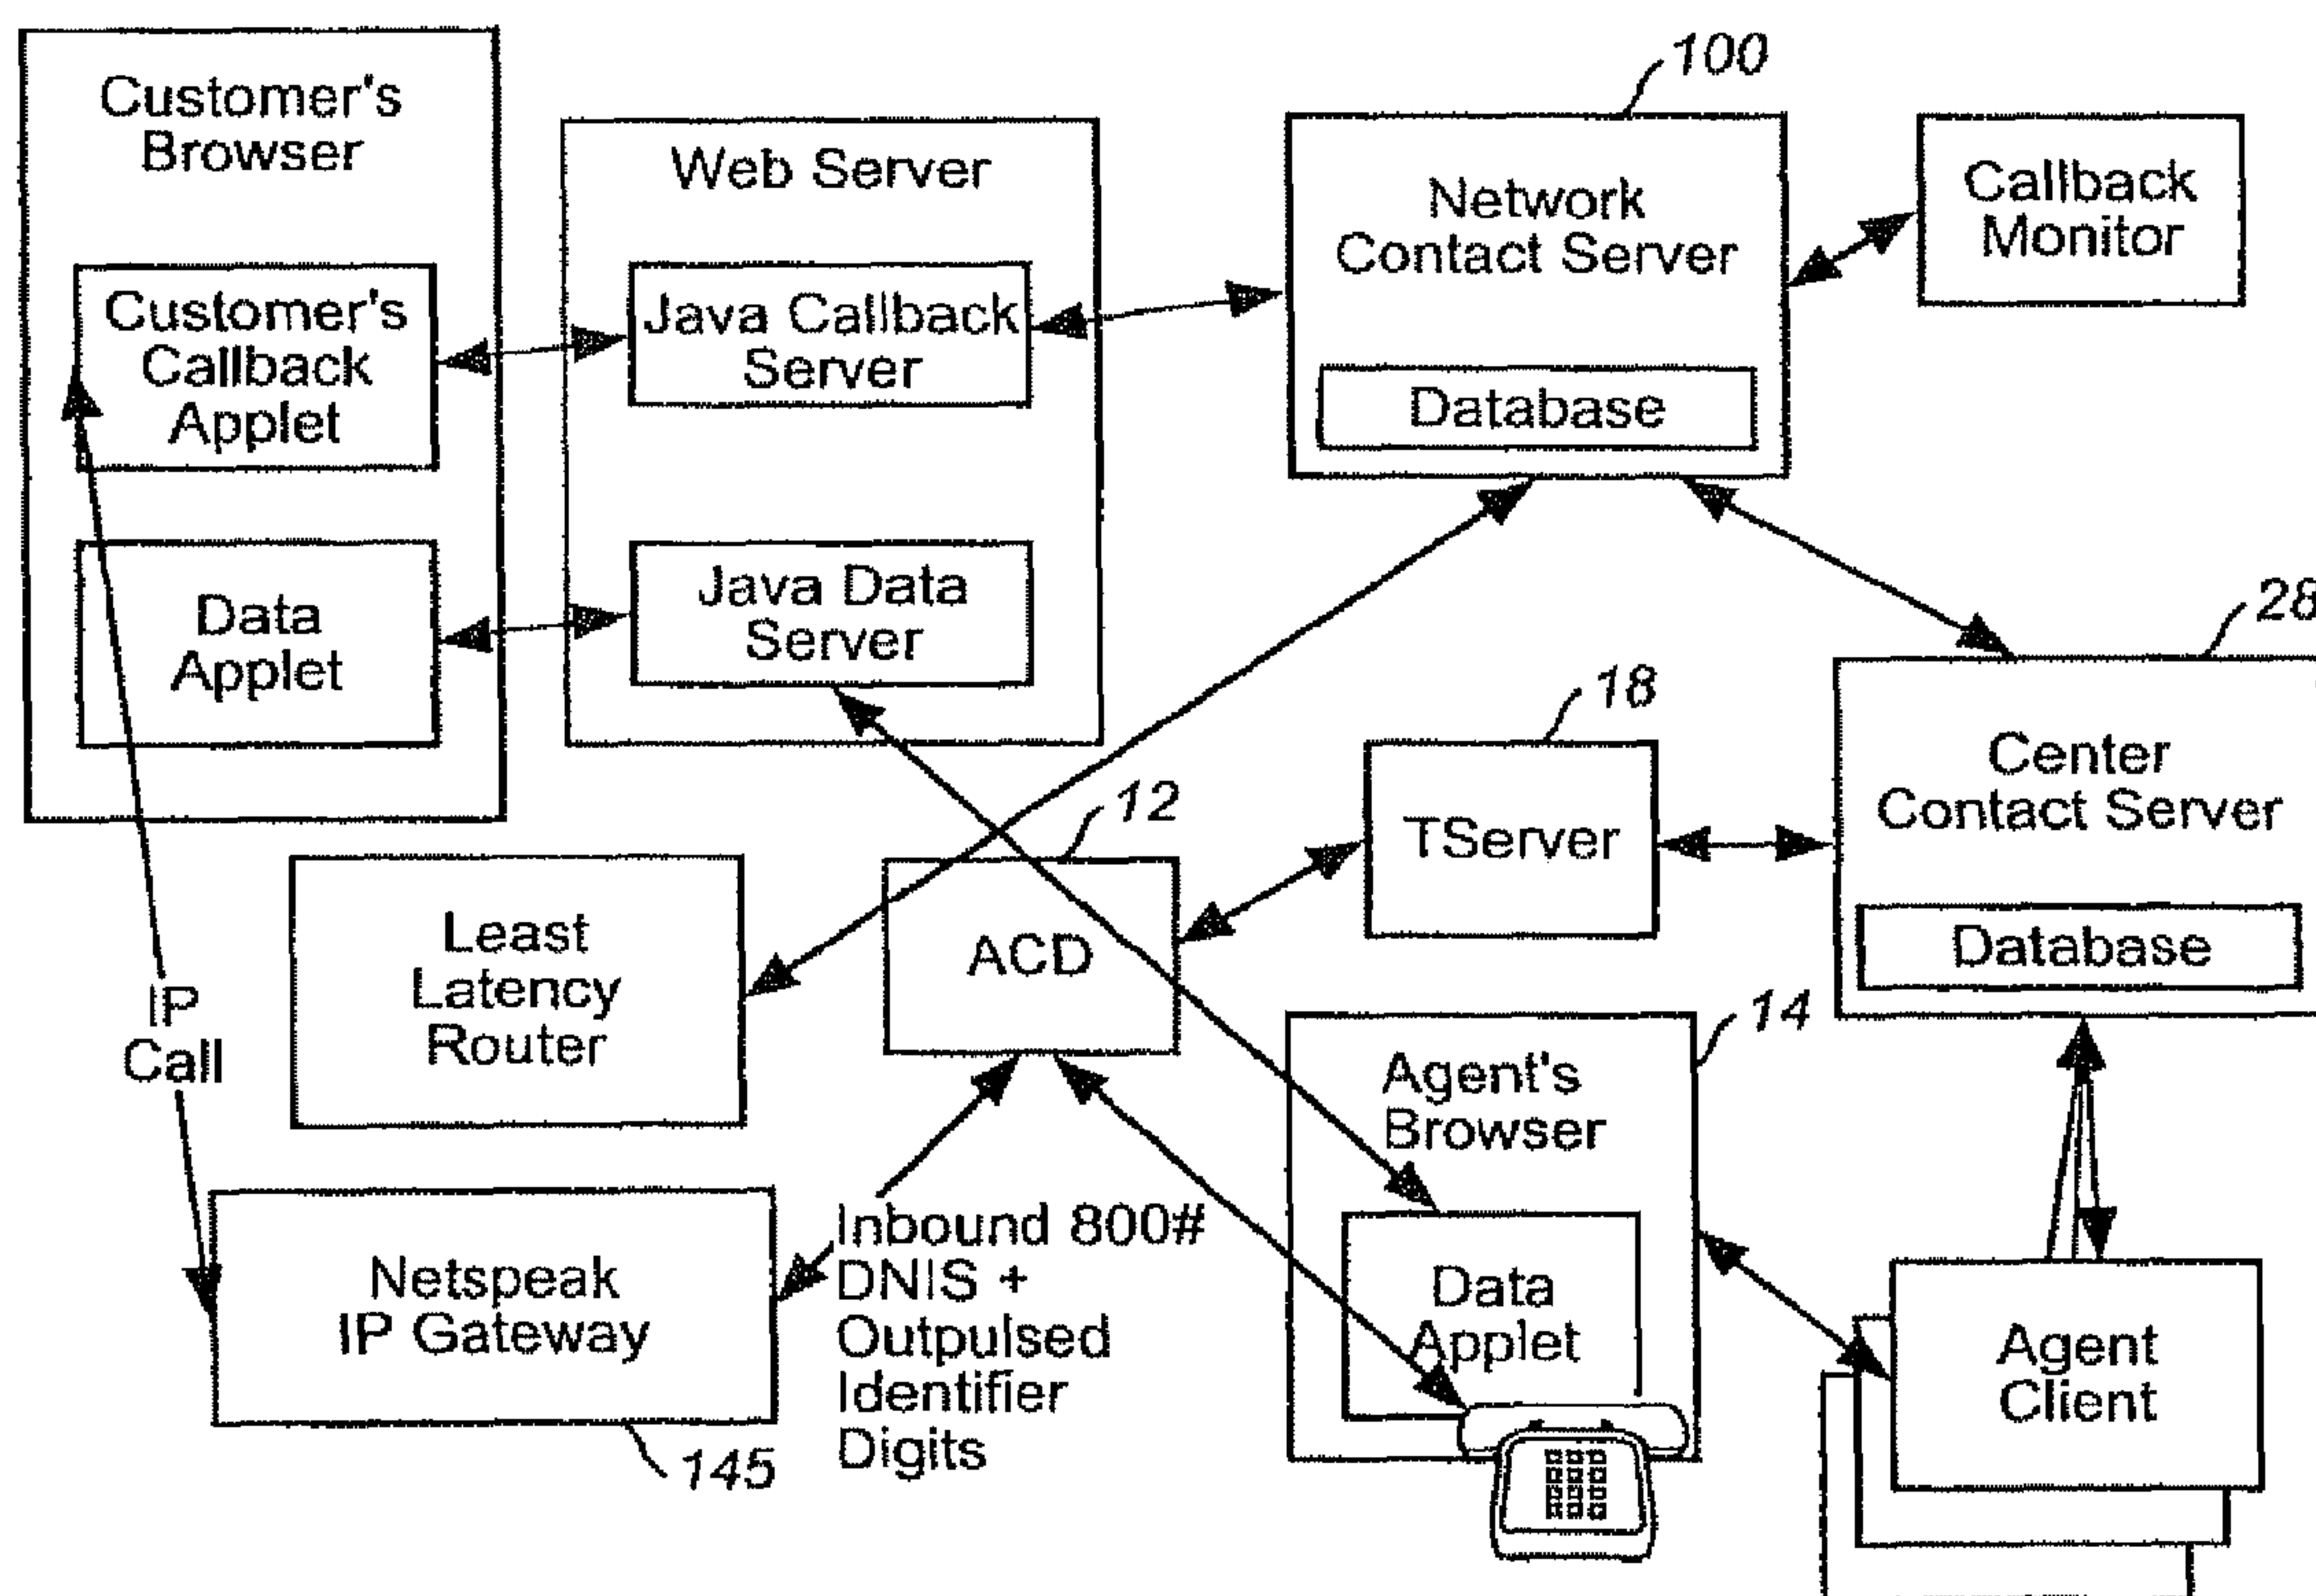 Customer's
Browser
Customer's
Callback
Applet
Data
Applet
Web Server
Java Callback
Server
Java Data
Server
100
Network
Contact Server
Database
Callback
Monitor
28
Center
Contact Server
Database
18
TServer
12
ACD
Least
Latency
Router
IP
Call
Netspeak
IP Gateway
145
Inbound 800#
DNIS +
Outpulsed
Identifier
Digits
14
Agent's
Browser
Data
Applet
Agent
Client